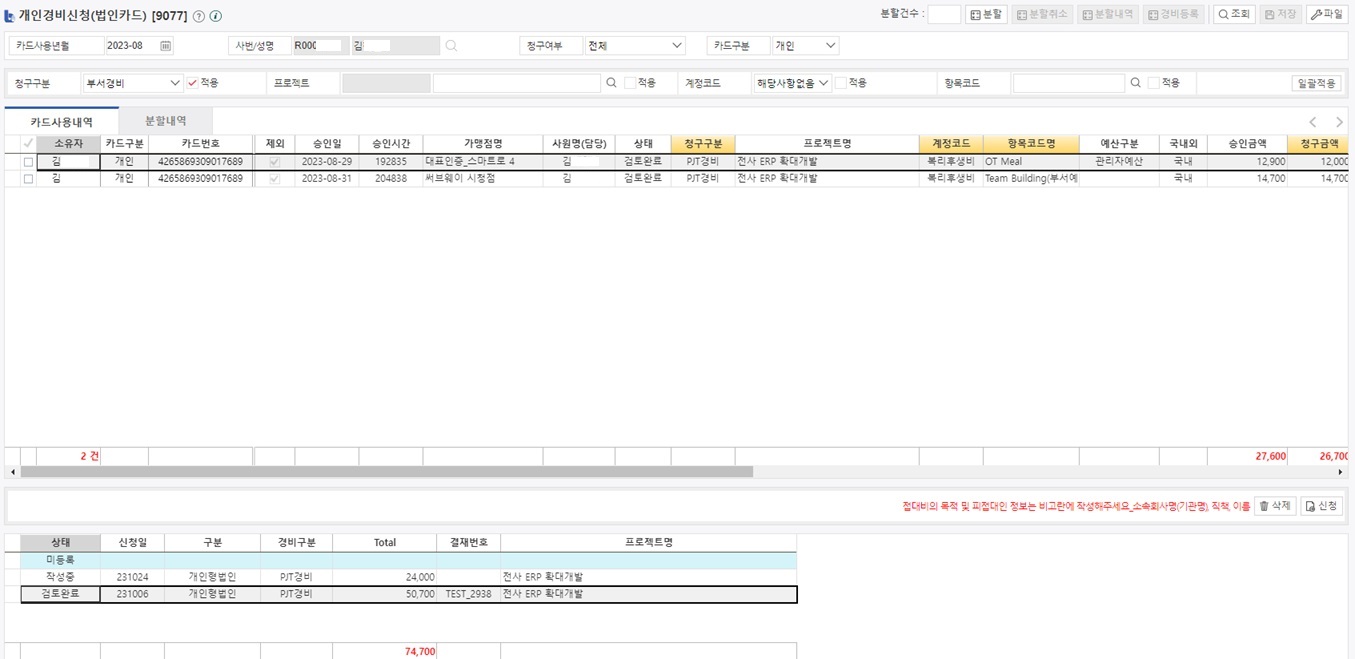 개인경비신청(법인카드) [9077]
분할건수 : 분할 분할취소 분할내역 경비등록 조회 저장 파일
카드사용년월 2023-08 사번/성명 R000 김 청구여부 전체 카드구분 개인
청구구분 부서경비 적용 프로젝트 적용 계정코드 해당사항없음 적용 항목코드 적용 일괄적용
카드사용내역 분할내역
소유자 카드구분 카드번호 제외 승인일 승인시간 가맹점명 사원명(담당) 상태 청구구분 프로젝트명 계정코드 항목코드명 예산구분 국내외 승인금액 청구금액
김 개인 4265869309017689 2023-08-29 192835 대표인증_스마트로 4 김 검토완료 PJT경비 전사 ERP 확대개발 복리후생비 OT Meal 관리자예산 국내 12,900 12,000
김 개인 4265869309017689 2023-08-31 204838 써브웨이 시청점 김 검토완료 PJT경비 전사 ERP 확대개발 복리후생비 Team Building(부서예 국내 14,700 14,700
2 건 27,600 26,700
접대비의 목적 및 피접대인 정보는 비고란에 작성해주세요_소속회사명(기관명), 직책, 이름 삭제 신청
상태 신청일 구분 경비구분 Total 결재번호 프로젝트명
미등록
작성중 231024 개인형법인 PJT경비 24,000 전사 ERP 확대개발
검토완료 231006 개인형법인 PJT경비 50,700 TEST_2938 전사 ERP 확대개발
74,700